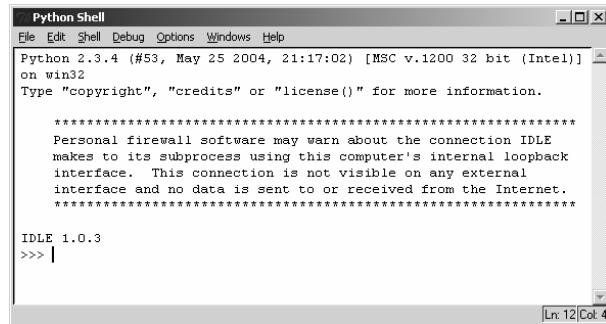 Python Shell
File Edit Shell Debug Options Windows Help
Python 2.3.4 (#53, May 25 2004, 21:17:02) [MSC v.1200 32 bit (Intel)]
on win32
Type "copyright", "credits" or "license()" for more information.
****************************************************************
Personal firewall software may warn about the connection IDLE
makes to its subprocess using this computer's internal loopback
interface.  This connection is not visible on any external
interface and no data is sent to or received from the Internet.
****************************************************************
IDLE 1.0.3
>>>
Ln: 12 Col: 4